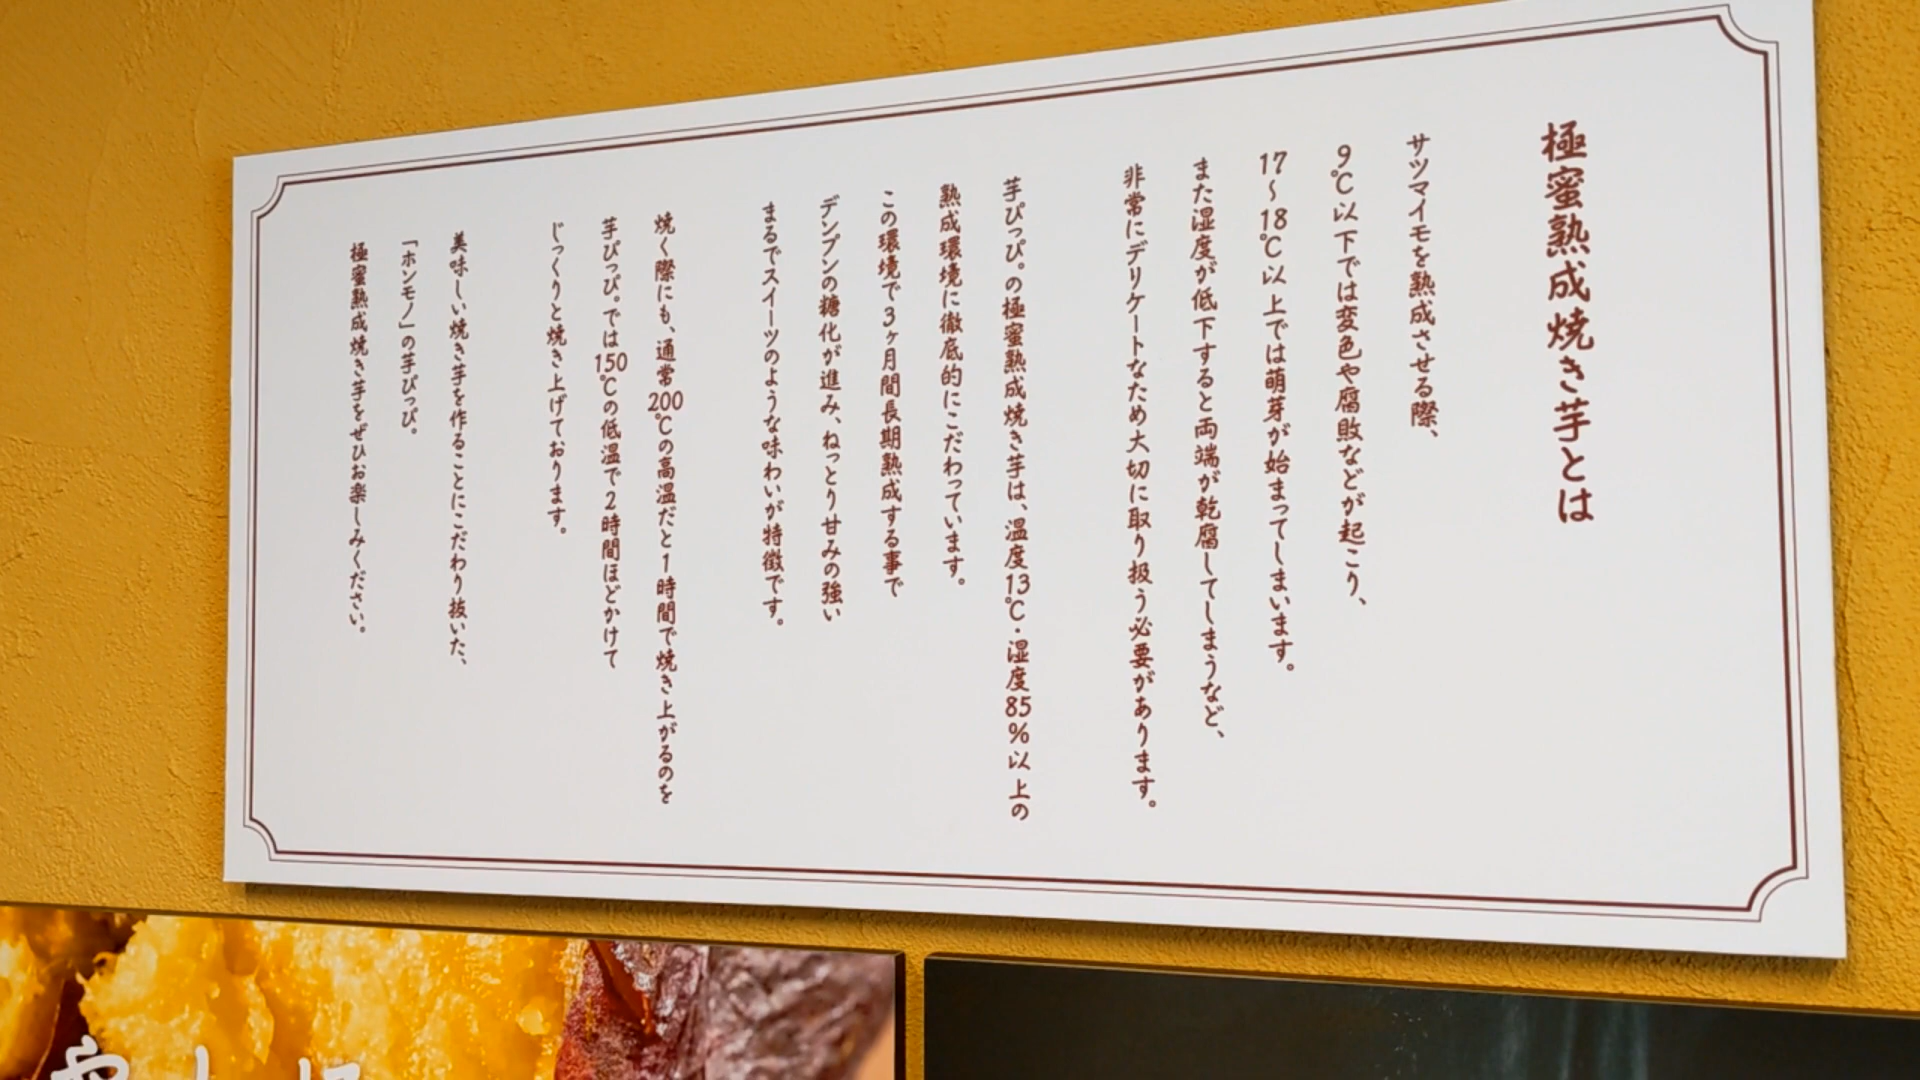 極蜜熟成焼き芋とは
サツマイモを熟成させる際、
9℃以下では変色や腐敗などが起こり、
17～18℃以上では萌芽が始まってしまいます。
また湿度が低下すると両端が乾腐してしまうなど、
非常にデリケートなため大切に取り扱う必要があります。
芋ぴっぴ。の極蜜熟成焼き芋は、温度13℃・湿度85%以上の
熟成環境に徹底的にこだわっています。
この環境で3ヶ月間長期熟成する事で
デンプンの糖化が進み、ねっとり甘みの強い
まるでスイーツのような味わいが特徴です。
焼く際にも、通常200℃の高温だと1時間で焼き上がるのを
芋ぴっぴ。では150℃の低温で2時間ほどかけて
じっくりと焼き上げております。
美味しい焼き芋を作ることにこだわり抜いた、
「ホンモノ」の芋ぴっぴ。
極蜜熟成焼き芋をぜひお楽しみください。